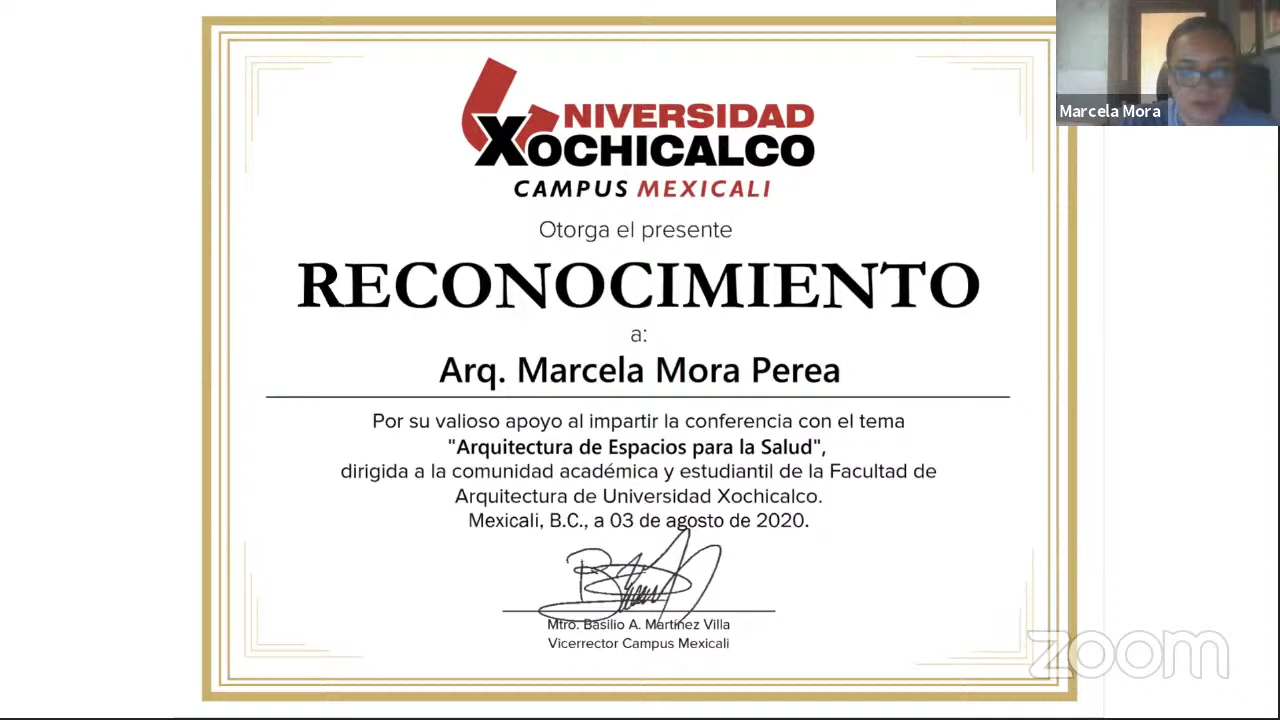 UNIVERSIDAD
XOCHICALCO
CAMPUS MEXICALI
Otorga el presente
RECONOCIMIENTO
a:
Arq. Marcela Mora Perea
Por su valioso apoyo al impartir la conferencia con el tema
"Arquitectura de Espacios para la Salud",
dirigida a la comunidad académica y estudiantil de la Facultad de
Arquitectura de Universidad Xochicalco.
Mexicali, B.C., a 03 de agosto de 2020.
Mtro. Basilio A. Martínez Villa
Vicerrector Campus Mexicali
Marcela Mora
zoom